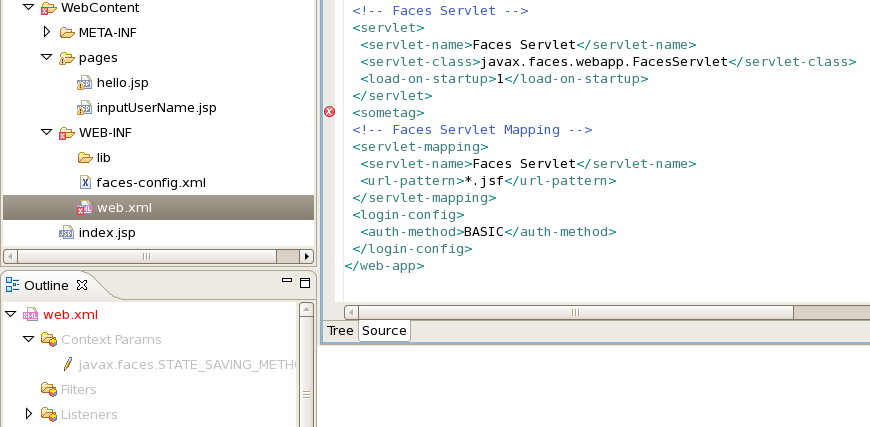 WebContent
META-INF
pages
hello.jsp
inputUserName.jsp
WEB-INF
lib
faces-config.xml
web.xml
index.jsp
Outline
web.xml
Context Params
javax.faces.STATE_SAVING_METH
Filters
Listeners
<!-- Faces Servlet -->
<servlet>
<servlet-name>Faces Servlet</servlet-name>
<servlet-class>javax.faces.webapp.FacesServlet</servlet-class>
<load-on-startup>1</load-on-startup>
</servlet>
<sometag>
<!-- Faces Servlet Mapping -->
<servlet-mapping>
<servlet-name>Faces Servlet</servlet-name>
<url-pattern>*.jsf</url-pattern>
</servlet-mapping>
<login-config>
<auth-method>BASIC</auth-method>
</login-config>
</web-app>
Tree Source